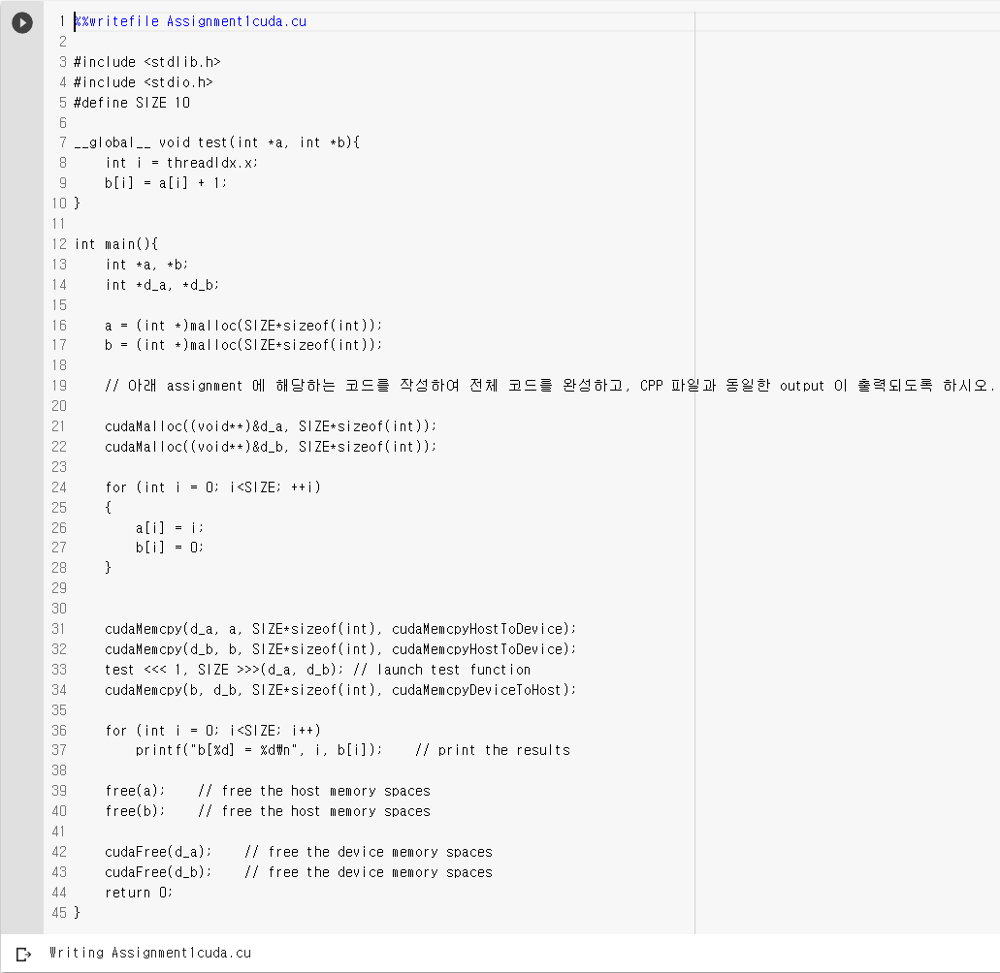 1 %%writefile Assignment1cuda.cu
2
3 #include <stdlib.h>
4 #include <stdio.h>
5 #define SIZE 10
6
7 __global__ void test(int *a, int *b){
8     int i = threadIdx.x;
9     b[i] = a[i] + 1;
10 }
11
12 int main(){
13     int *a, *b;
14     int *d_a, *d_b;
15
16     a = (int *)malloc(SIZE*sizeof(int));
17     b = (int *)malloc(SIZE*sizeof(int));
18
19     // 아래 assignment 에 해당하는 코드를 작성하여 전체 코드를 완성하고, CPP 파일과 동일한 output 이 출력되도록 하시오.
20
21     cudaMalloc((void**)&d_a, SIZE*sizeof(int));
22     cudaMalloc((void**)&d_b, SIZE*sizeof(int));
23
24     for (int i = 0; i<SIZE; ++i)
25     {
26         a[i] = i;
27         b[i] = 0;
28     }
29
30
31     cudaMemcpy(d_a, a, SIZE*sizeof(int), cudaMemcpyHostToDevice);
32     cudaMemcpy(d_b, b, SIZE*sizeof(int), cudaMemcpyHostToDevice);
33     test <<< 1, SIZE >>>(d_a, d_b); // launch test function
34     cudaMemcpy(b, d_b, SIZE*sizeof(int), cudaMemcpyDeviceToHost);
35
36     for (int i = 0; i<SIZE; i++)
37         printf("b[%d] = %d₩n", i, b[i]);    // print the results
38
39     free(a);    // free the host memory spaces
40     free(b);    // free the host memory spaces
41
42     cudaFree(d_a);    // free the device memory spaces
43     cudaFree(d_b);    // free the device memory spaces
44     return 0;
45 }
Writing Assignment1cuda.cu